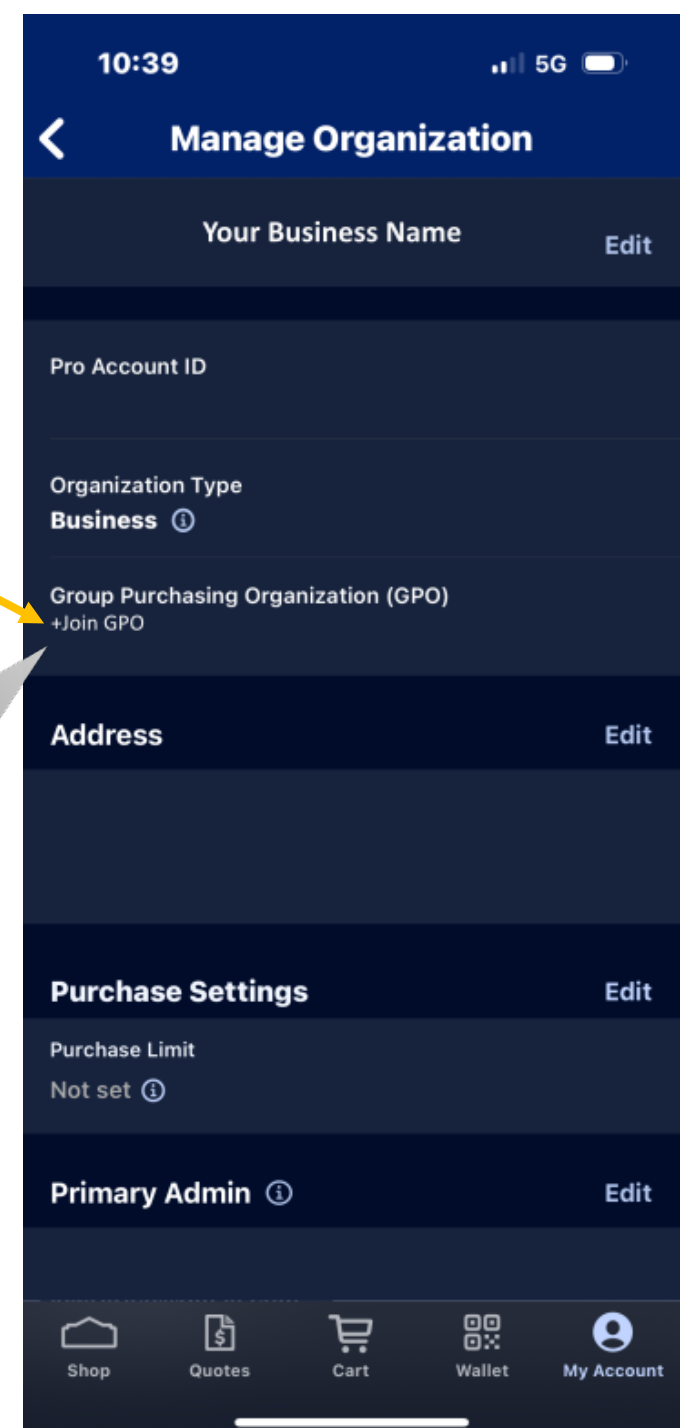 10:39 5G
Manage Organization
Your Business Name
Edit
Pro Account ID
Organization Type
Business
Group Purchasing Organization (GPO)
+Join GPO
Address Edit
Purchase Settings Edit
Purchase Limit
Not set
Primary Admin Edit
Shop Quotes Cart Wallet My Account